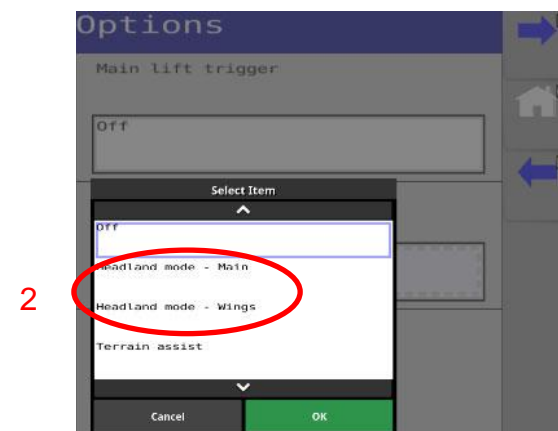 Options
Main lift trigger
Off
Select Item
Off
Headland mode - Main
2
Headland mode - Wings
Terrain assist
Cancel
OK